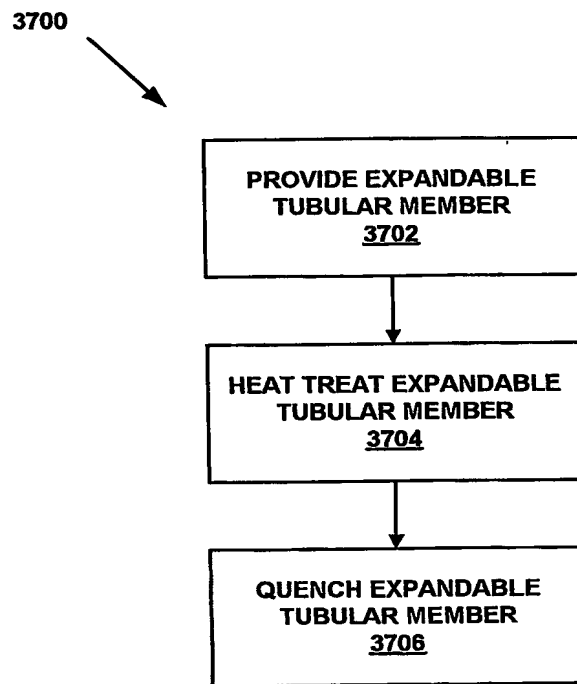 3700
PROVIDE EXPANDABLE
TUBULAR MEMBER
3702
HEAT TREAT EXPANDABLE
TUBULAR MEMBER
3704
QUENCH EXPANDABLE
TUBULAR MEMBER
3706